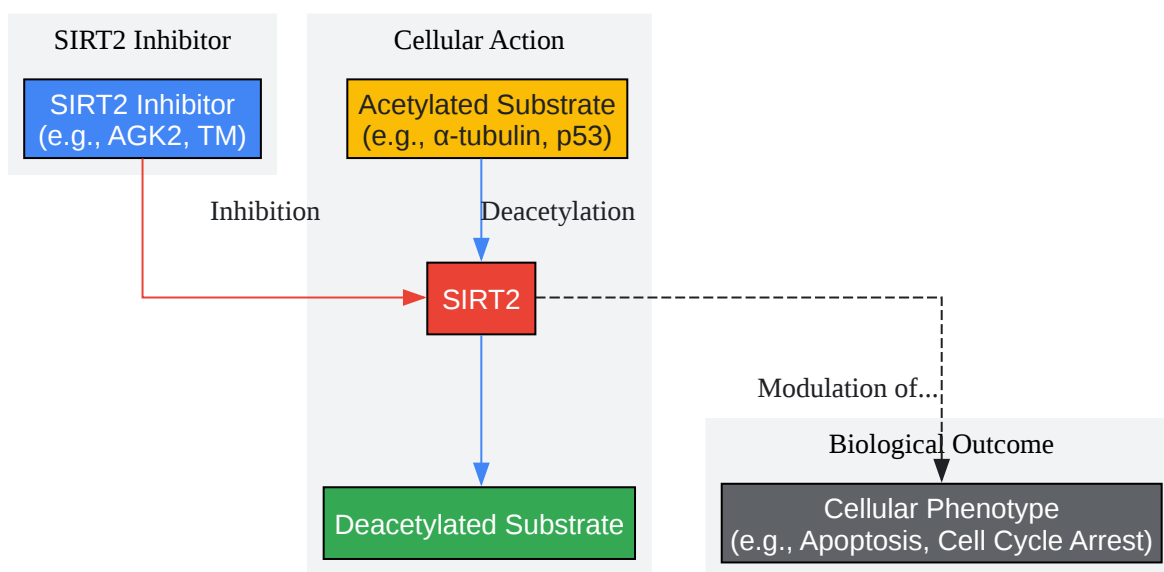 SIRT2 Inhibitor
SIRT2 Inhibitor
(e.g., AGK2, TM)
Cellular Action
Acetylated Substrate
(e.g., α-tubulin, p53)
Inhibition
Deacetylation
SIRT2
Modulation of...
Deacetylated Substrate
Biological Outcome
Cellular Phenotype
(e.g., Apoptosis, Cell Cycle Arrest)